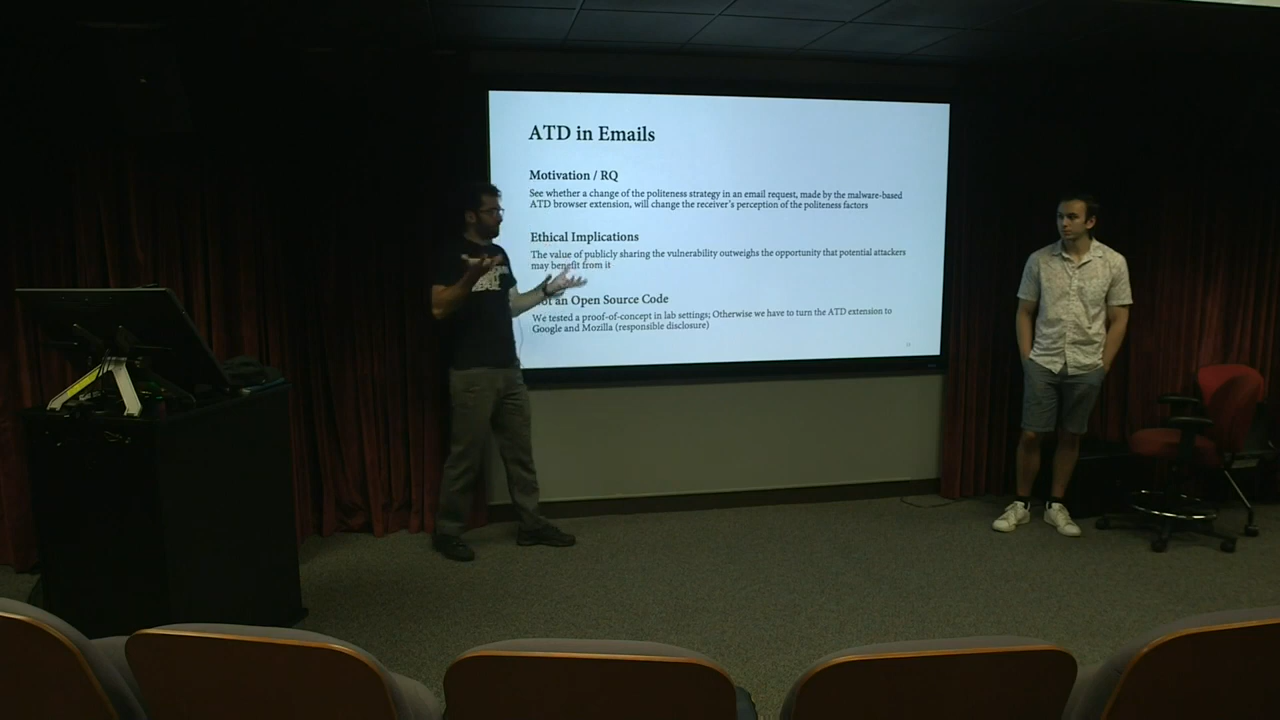 ATD in Emails
Motivation / RQ
See whether a change of the politeness strategy in an email request, made by the malware-based
ATD browser extension, will change the receiver's perception of the politeness factors
Ethical Implications
The value of publicly sharing the vulnerability outweighs the opportunity that potential attackers
may benefit from it
Not an Open Source Code
We tested a proof-of-concept in lab settings; Otherwise we have to turn the ATD extension to
Google and Mozilla (responsible disclosure)